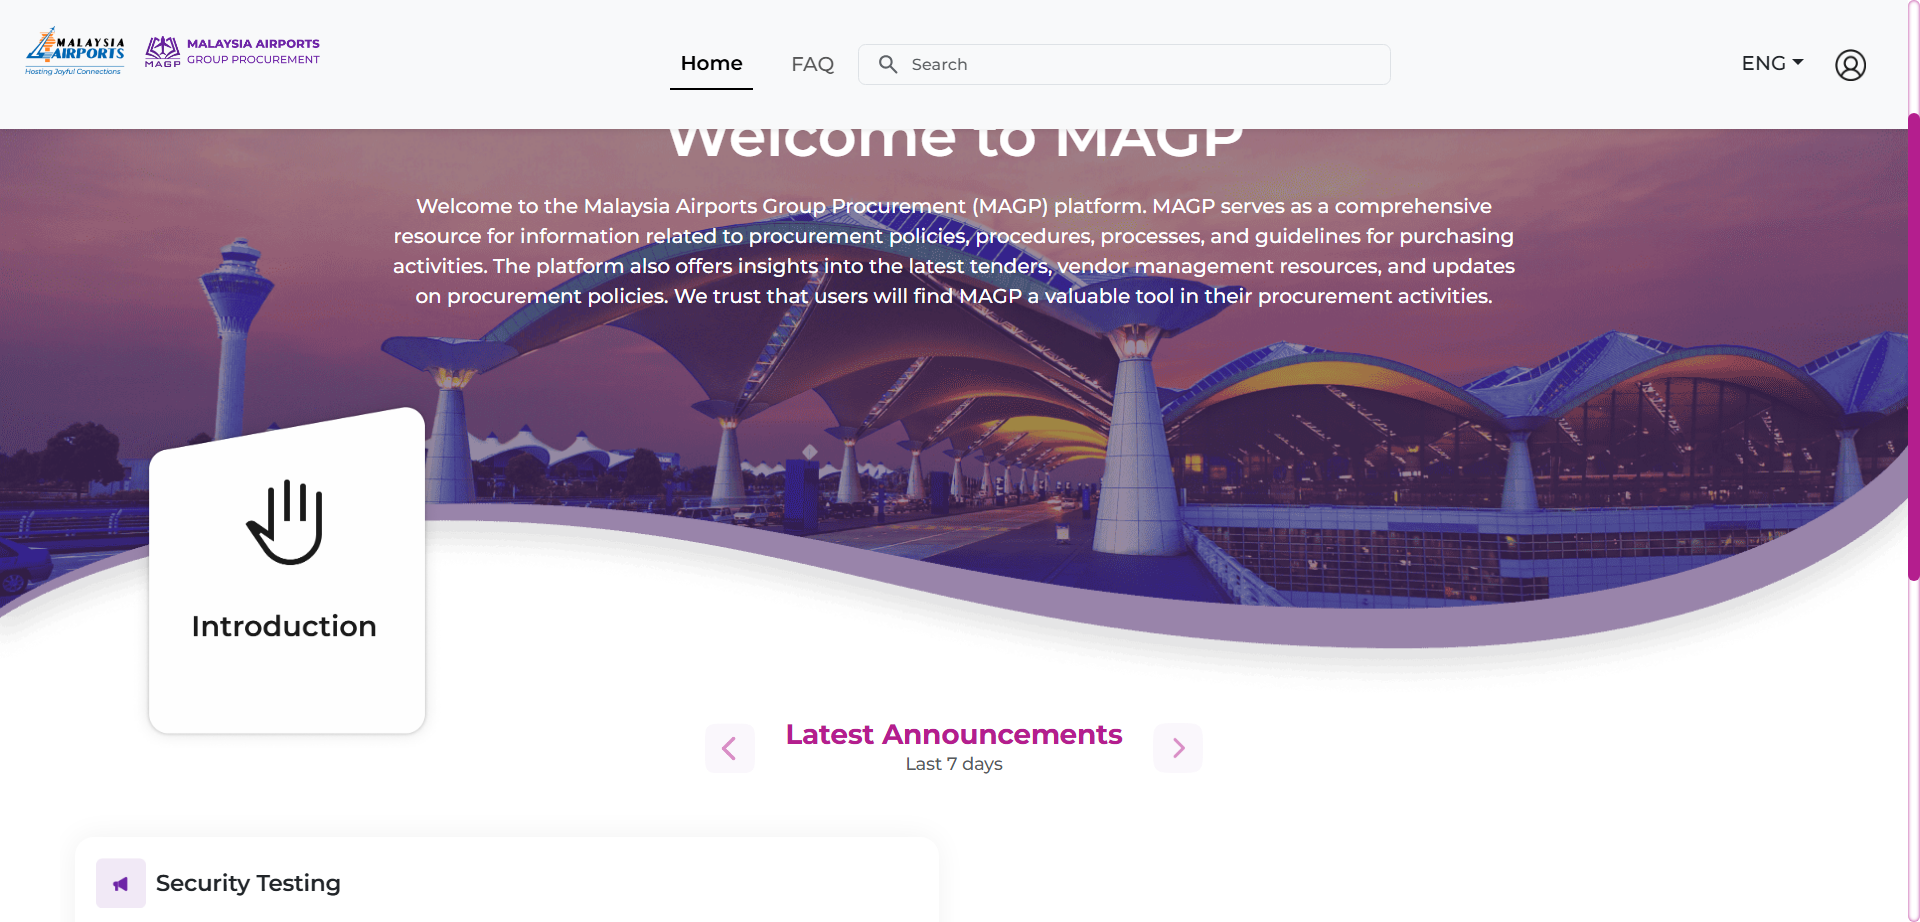 MALAYSIA
AIRPORTS
Hosting Joyful Connections
MAGP
MALAYSIA AIRPORTS
GROUP PROCUREMENT
Home
FAQ
Search
ENG
Welcome to MAGP
Welcome to the Malaysia Airports Group Procurement (MAGP) platform. MAGP serves as a comprehensive
resource for information related to procurement policies, procedures, processes, and guidelines for purchasing
activities. The platform also offers insights into the latest tenders, vendor management resources, and updates
on procurement policies. We trust that users will find MAGP a valuable tool in their procurement activities.
Introduction
Latest Announcements
Last 7 days
Security Testing